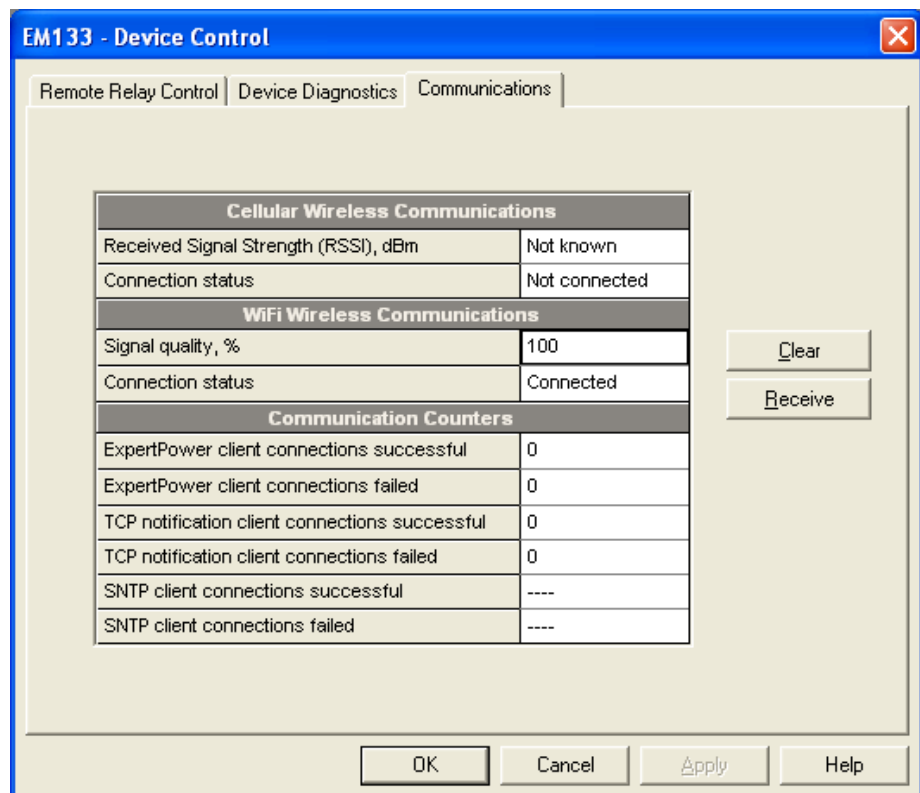 EM133 - Device Control
Remote Relay Control Device Diagnostics Communications
Cellular Wireless Communications
Received Signal Strength (RSSI), dBm Not known
Connection status Not connected
WiFi Wireless Communications
Signal quality, % 100
Connection status Connected
Communication Counters
ExpertPower client connections successful 0
ExpertPower client connections failed 0
TCP notification client connections successful 0
TCP notification client connections failed 0
SNTP client connections successful ----
SNTP client connections failed ----
Clear
Receive
OK Cancel Apply Help